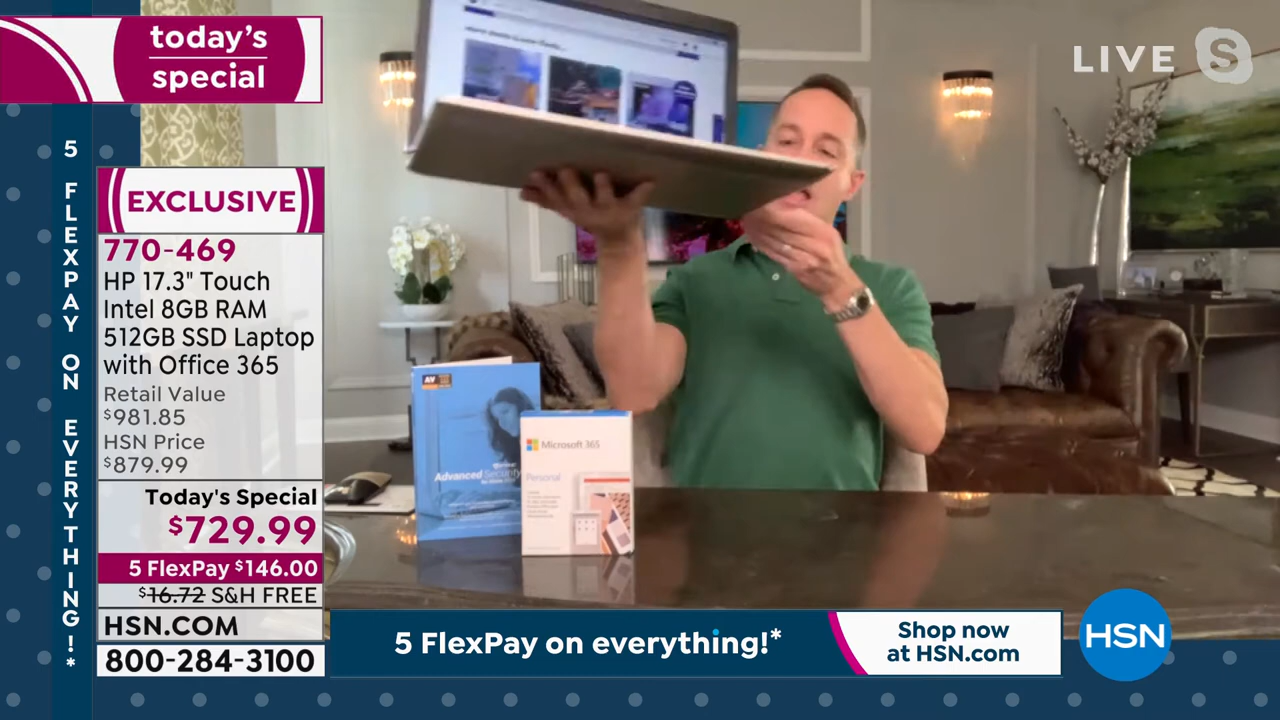 today's
special
LIVE S
5 FLEXPAY ON EVERYTHING!*
EXCLUSIVE
770-469
HP 17.3" Touch
Intel 8GB RAM
512GB SSD Laptop
with Office 365
Retail Value
$981.85
HSN Price
$879.99
Today's Special
$729.99
5 FlexPay $146.00
$16.72 S&H FREE
HSN.COM
800-284-3100
AV
Advanced Security
Microsoft 365
Personal
5 FlexPay on everything!*
Shop now
at HSN.com
HSN